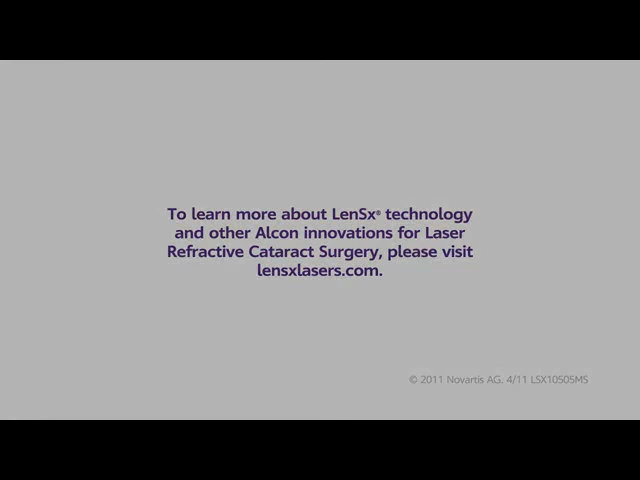 To learn more about LenSx® technology
and other Alcon innovations for Laser
Refractive Cataract Surgery, please visit
lensxlasers.com.
© 2011 Novartis AG. 4/11 LSX10505MS